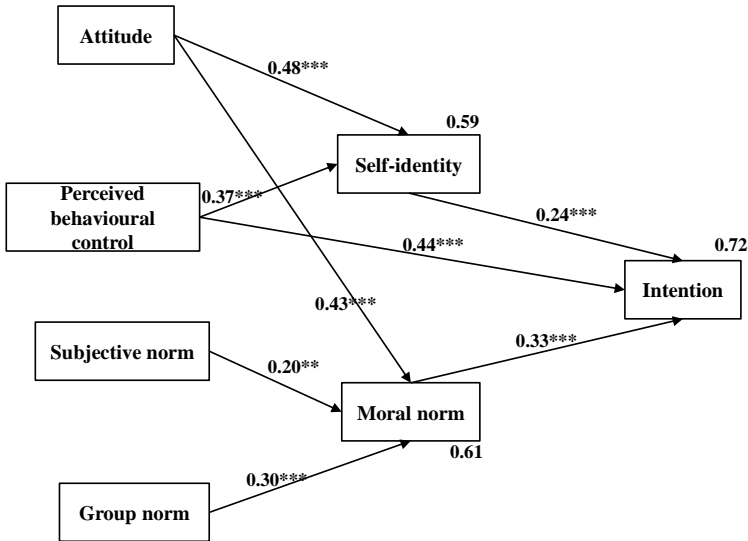 Attitude
0.48***
0.59
Self-identity
Perceived
behavioural
control
0.37***
0.24***
0.44***
0.72
Intention
0.43***
Subjective norm
0.20**
0.33***
Moral norm
0.61
0.30***
Group norm